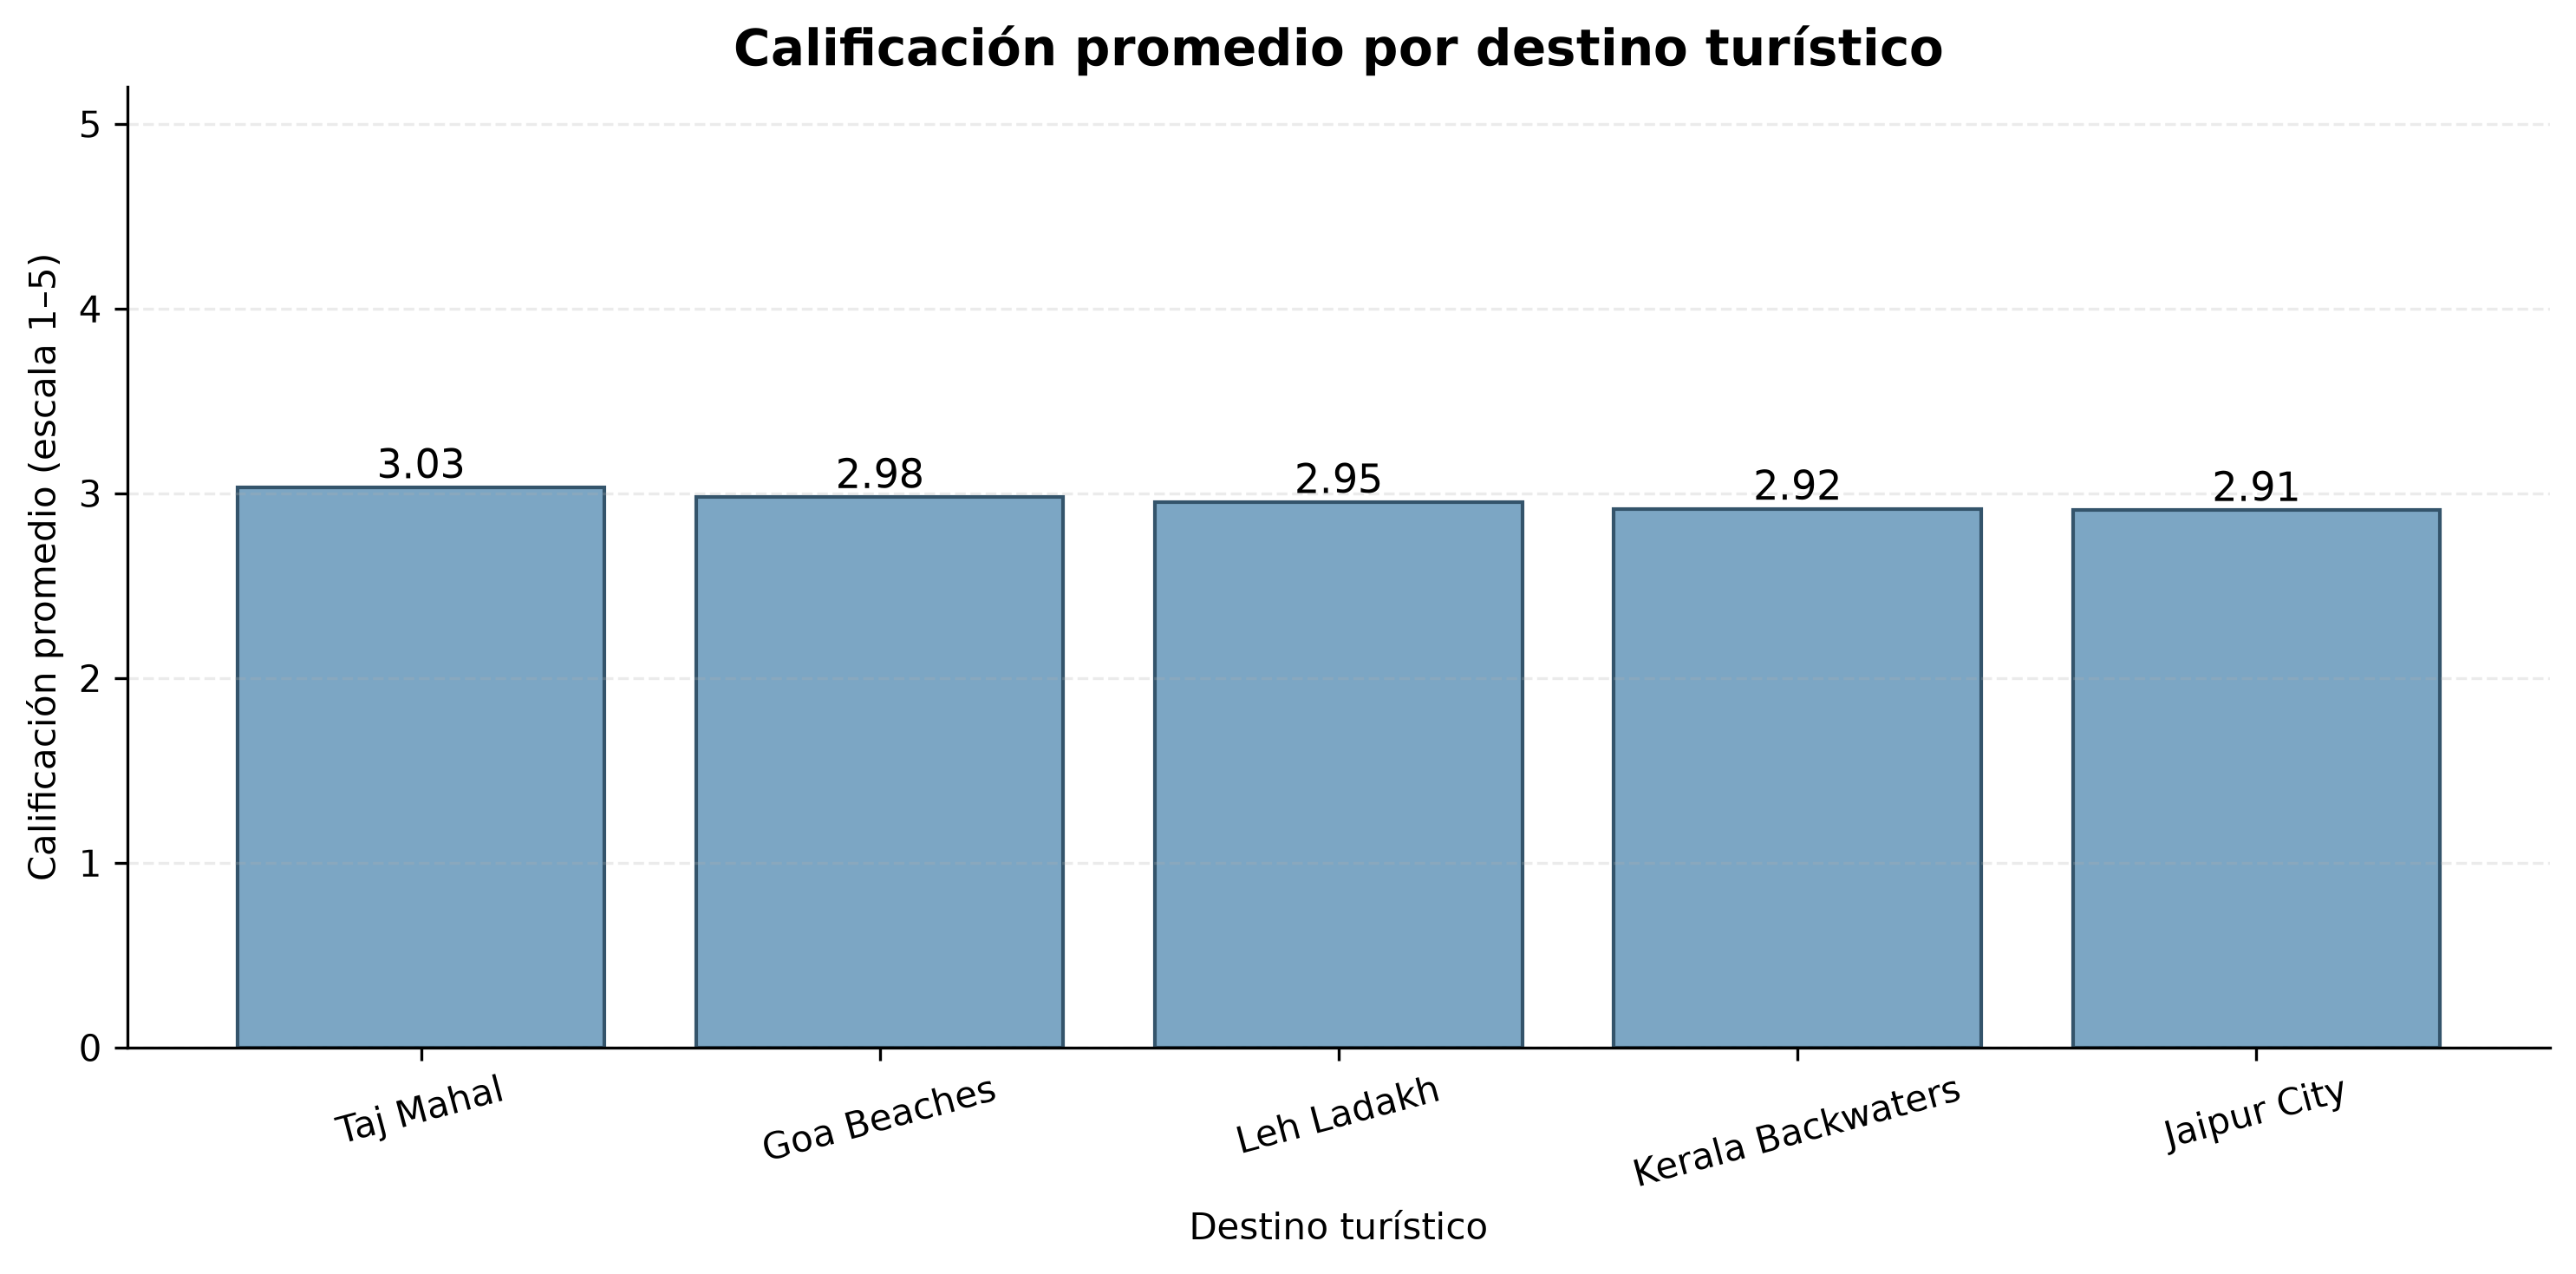 Calificación promedio por destino turístico
Calificación promedio (escala 1–5)
5
4
3
2
1
0
3.03
2.98
2.95
2.92
2.91
Taj Mahal
Goa Beaches
Leh Ladakh
Kerala Backwaters
Jaipur City
Destino turístico